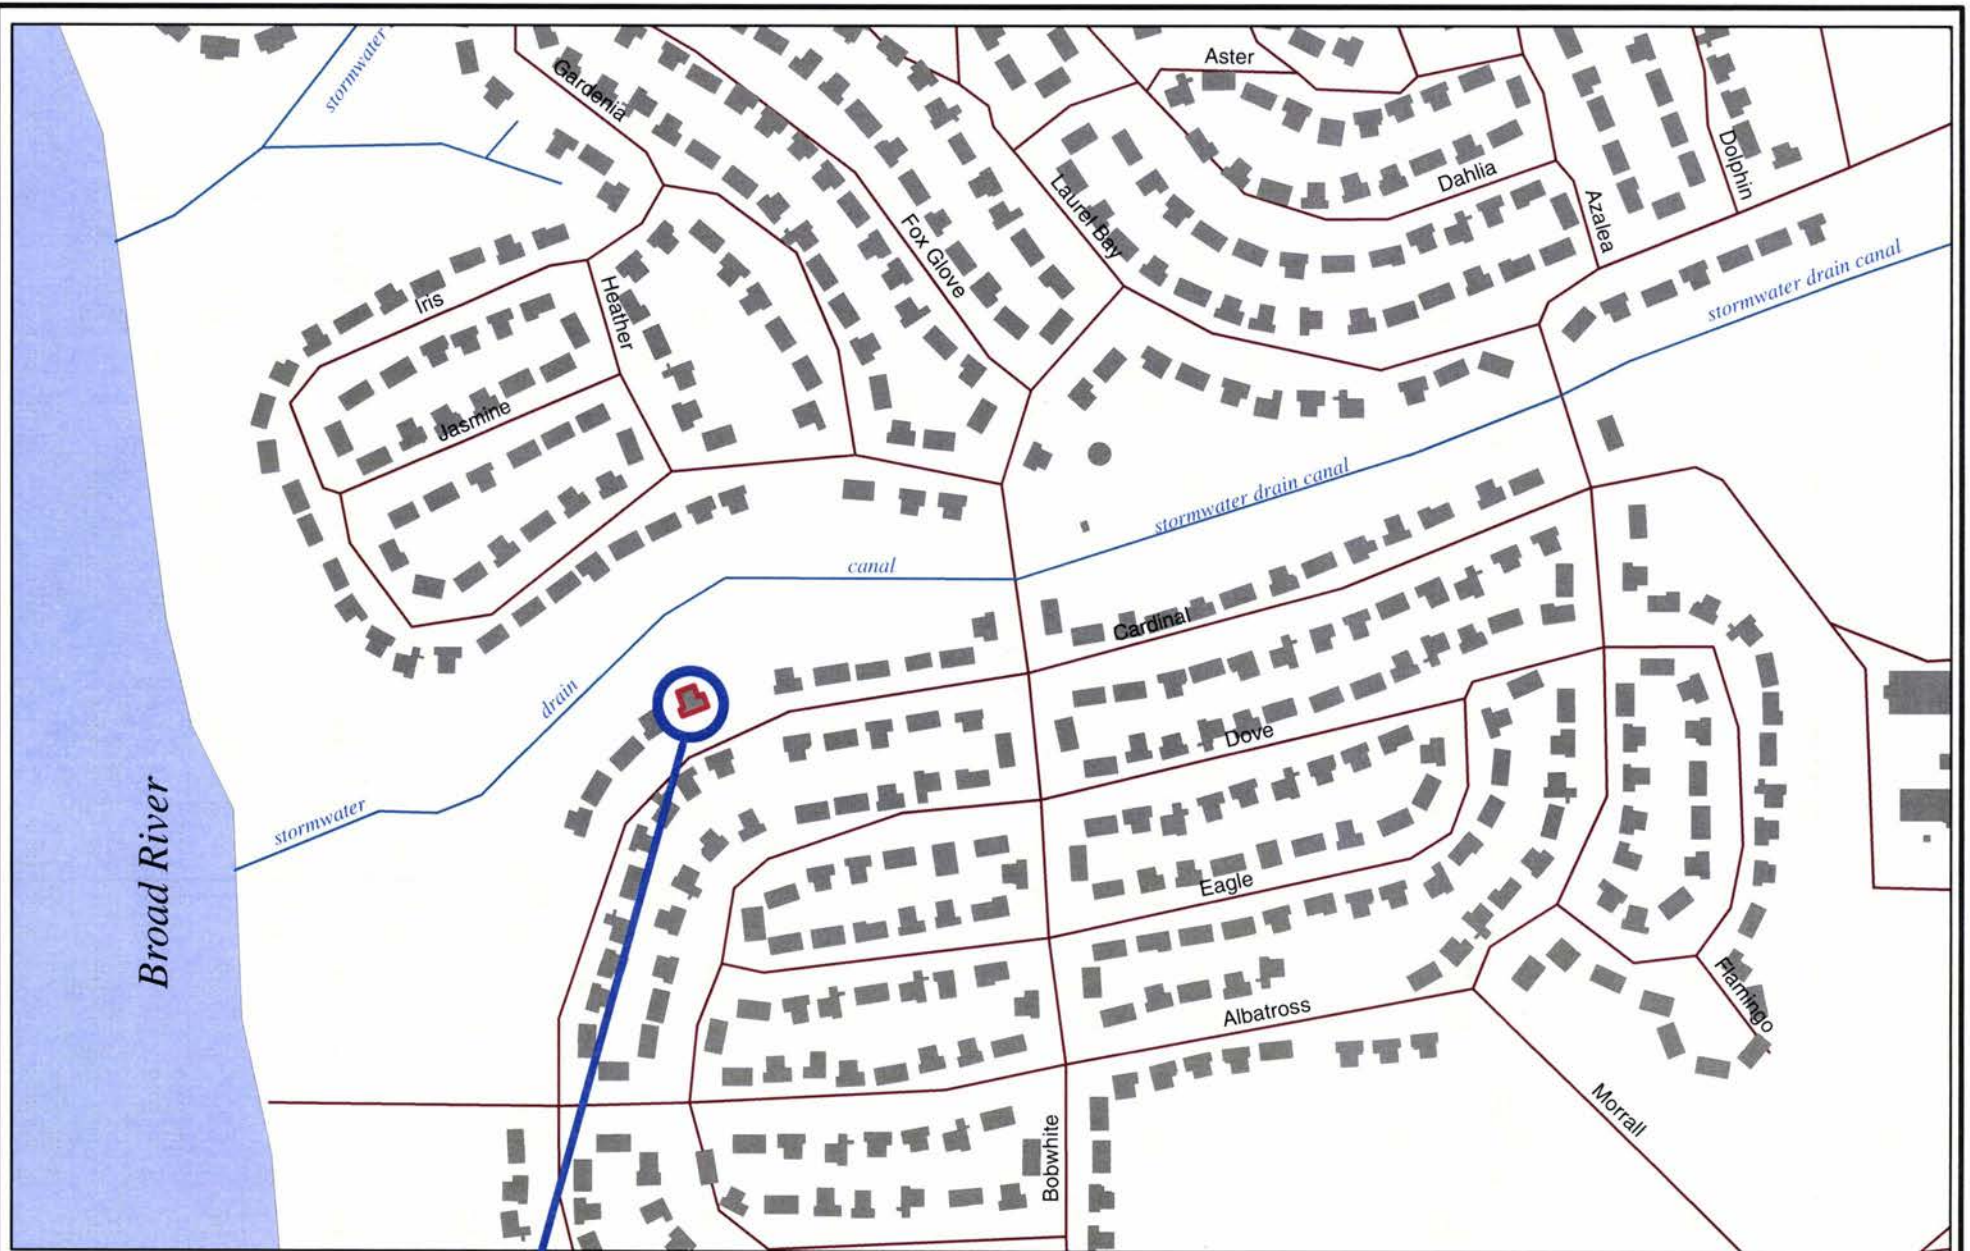 Aster
stormwater
Gardenia
Dolphin
Dahlia
Laurel Bay
Azalea
Fox Glove
stormwater drain canal
Iris
Heather
Jasmine
stormwater drain canal
canal
Cardinal
drain
Dove
stormwater
Broad River
Eagle
Flamingo
Albatross
Morrall
Bobwhite